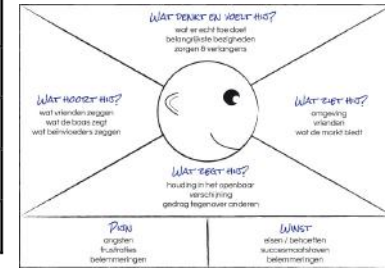 WAT DENKT EN VOELT HIJ?
wat er echt toe doet
belangrijkste bezigheden
zorgen & verlangens
WAT HOORT HIJ?
wat vrienden zeggen
wat de baas zegt
wat beïnvloeders zeggen
WAT ZIET HIJ?
omgeving
vrienden
wat de markt biedt
WAT ZEGT HIJ?
houding in het openbaar
verschijning
gedrag tegenover anderen
PIJN
angsten
frustraties
belemmeringen
WINST
eisen / behoeften
succesmaatstaven
belemmeringen